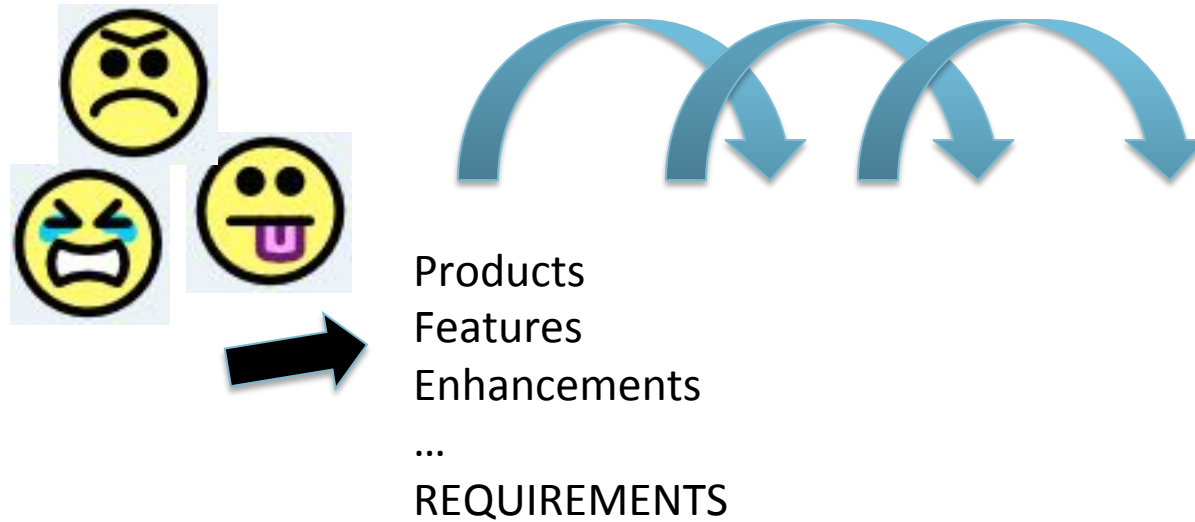 Products
Features
Enhancements
…
REQUIREMENTS